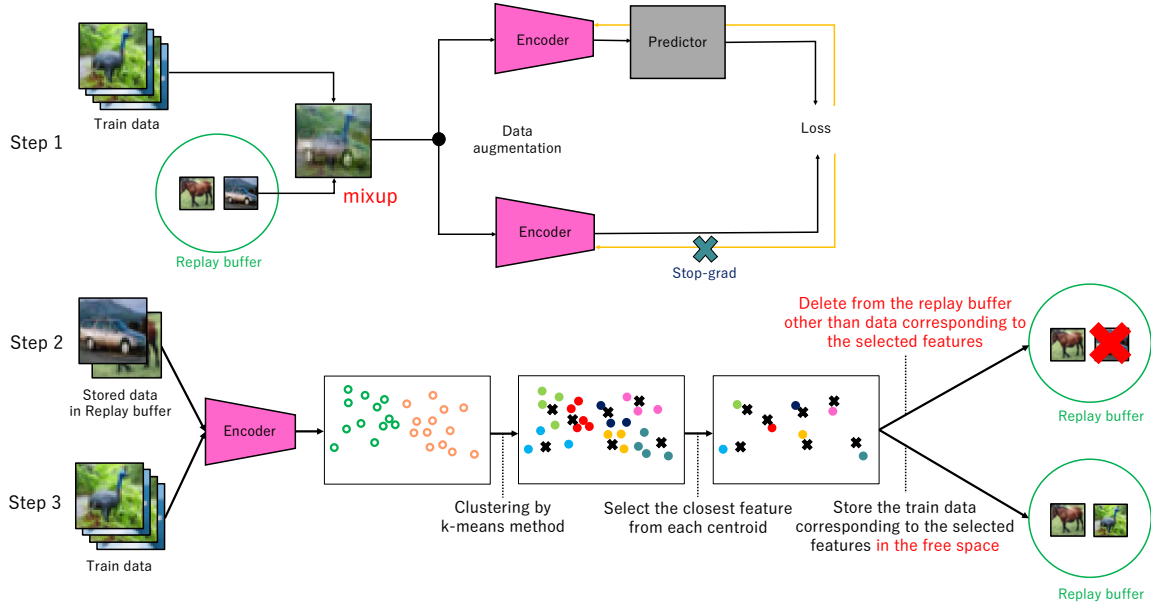 Train data
Step 1
Replay buffer
mixup
Encoder
Predictor
Data
augmentation
Loss
Encoder
Stop-grad
Step 2
Stored data
in Replay buffer
Step 3
Train data
Encoder
Clustering by
k-means method
Select the closest feature
from each centroid
Delete from the replay buffer
other than data corresponding to
the selected features
Store the train data
corresponding to the selected
features in the free space
Replay buffer
Replay buffer